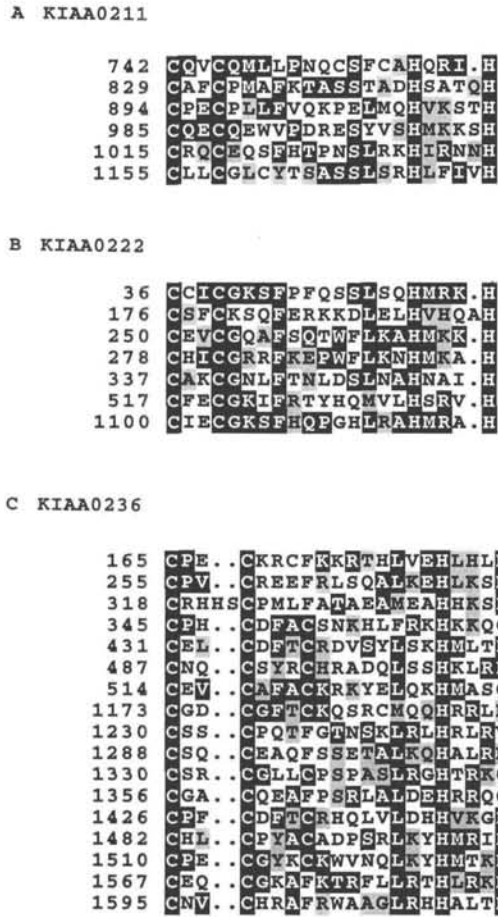 A KIAA0211
742 CQVCQMLLPNQCSFCAHQRI.H
829 CAFCPMAFKTASSTADHSATQH
894 CPECPLLFVQKPELMQHVKSTH
985 CQECQEWVPDRESYVSHMKKSH
1015 CRQCEQSFHTPNSLRKHIRNNH
1155 CLLCGLCYTSASSLSRHLFIVH
B KIAA0222
36 CCICGKSFPFQSSLSQHMRK.H
176 CSFCKSQFERKKDLELHVHQAH
250 CEVCGQAFSQTWFLKAHMKK.H
278 CHICGRRFKEPWFLKNHMKA.H
337 CAKCGNLFTNLDSLNAHNAI.H
517 CFECGKIFRTYHQMVLHSRV.H
1100 CIECGKSFHQPGHLRAHMRA.H
C KIAA0236
165 CPE..CKRCFKKRTHLVEHLHL
255 CPV..CREEFRLSQALKEHLKS
318 CRHHSCPMLFATAEAMEAHHKS
345 CPH..CDFACSNKHLFRKHKKQ
431 CEL..CDFTCRDVSYLSKHMLT
487 CNQ..CSYRCHRADQLSSHKLR
514 CEV..CAFACKRKYELQKHMAS
1173 CGD..CGFTCKQSRCMQQHRRL
1230 CSS..CPQTFGTNSKLRLHRLR
1288 CSQ..CEAQFSSETALKQHALR
1330 CSR..CGLLCPSPASLRGHTRK
1356 CGA..CQEAFPSRLALDEHRRQ
1426 CPF..CDFTCRHQLVLDHHVKG
1482 CHL..CPYACADPSRLKYHMRI
1510 CPE..CGYKCKWVNQLKYHMTK
1567 CEQ..CGKAFKTRFLLRTHLRK
1595 CNV..CHRAFRWAAGLRHHALT